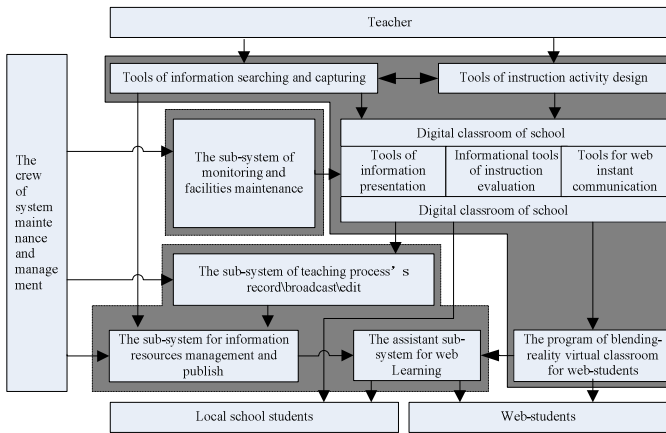 Teacher
Tools of information searching and capturing
Tools of instruction activity design
The
crew
of
system
mainte
nance
and
manage
ment
The sub-system of
monitoring and
facilities maintenance
Digital classroom of school
Tools of
information
presentation
Informational tools
of instruction
evaluation
Tools for web
instant
communication
Digital classroom of school
The sub-system of teaching process's
record\broadcast\edit
The sub-system for information
resources management and
publish
The assistant sub-
system for web
Learning
The program of blending-
reality virtual classroom
for web-students
Local school students
Web-students